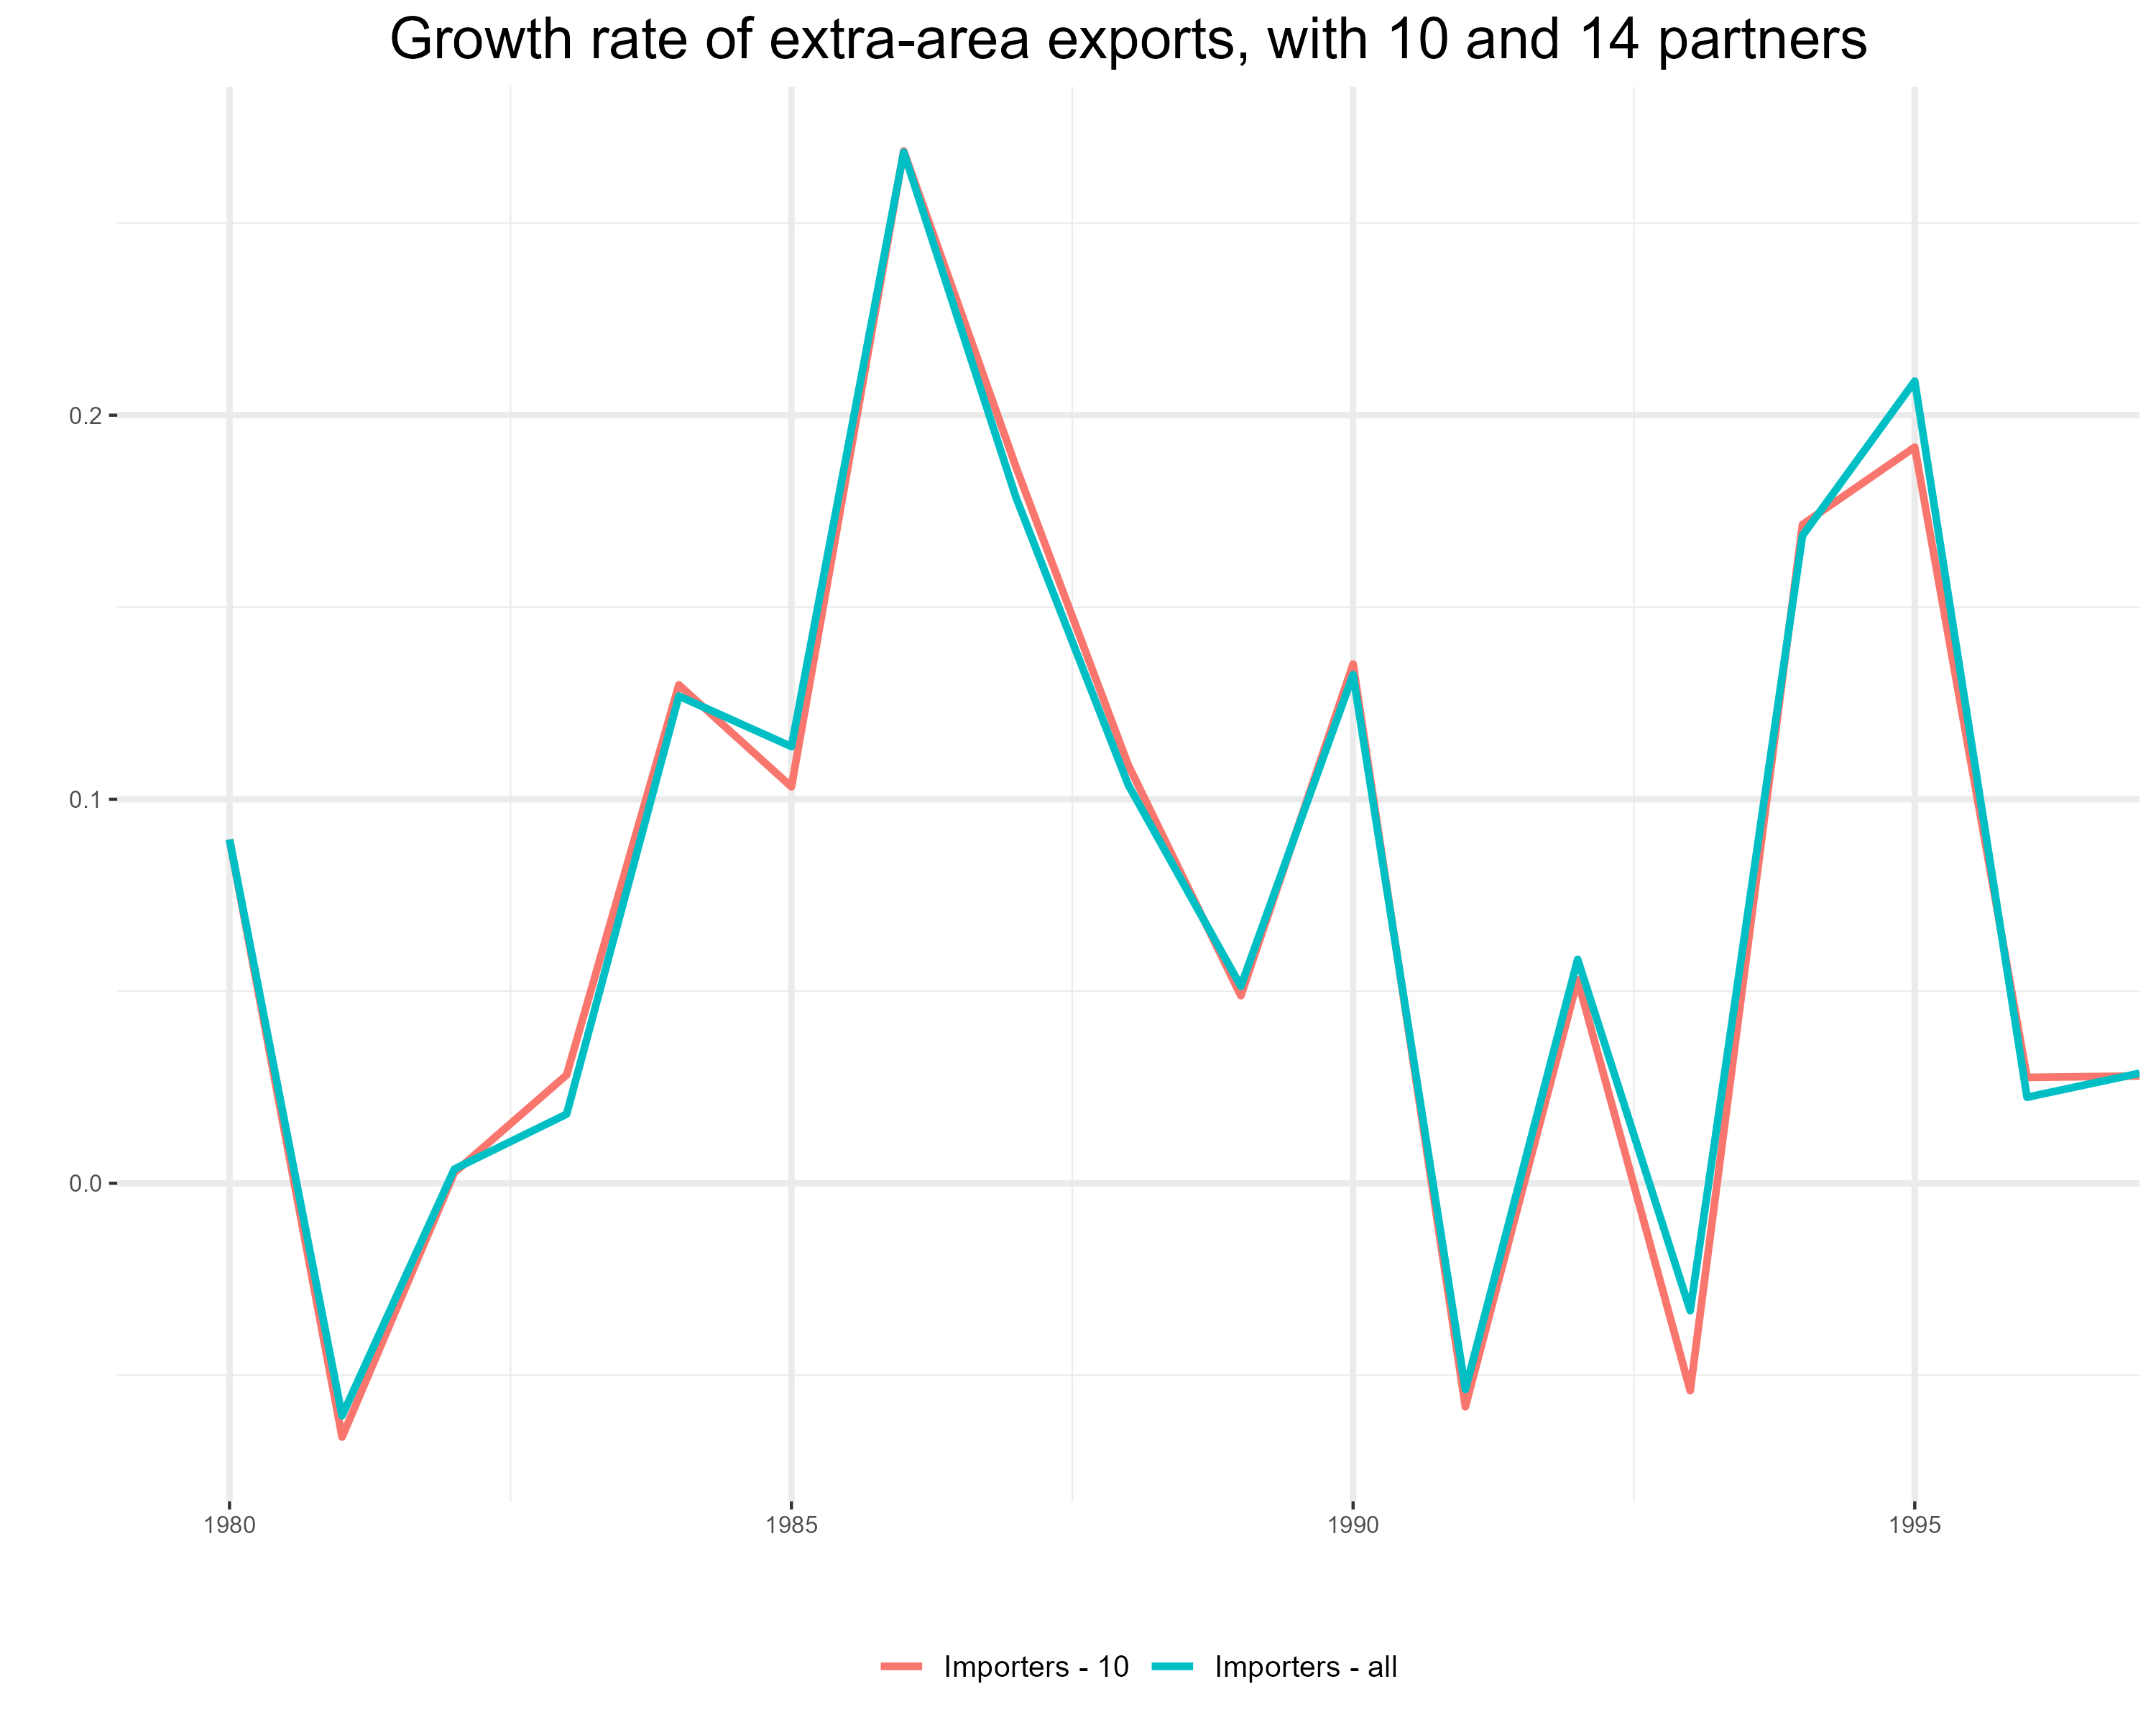 Growth rate of extra-area exports, with 10 and 14 partners
0.2
0.1
0.0
1980 1985 1990 1995
Importers - 10 Importers - all